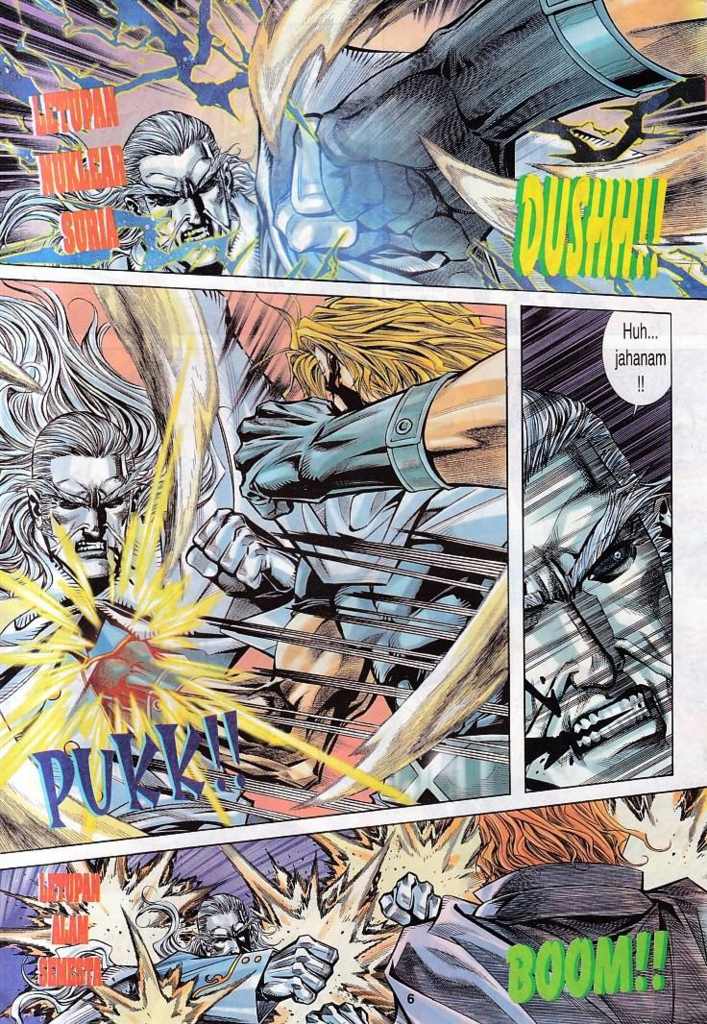 LETUPAN
NUKLEAR
SURIA
DUSHH!!
Huh...
jahanam
!!
PUKK!!
LETUPAN
ALAM
SEMESTA
BOOM!!
6